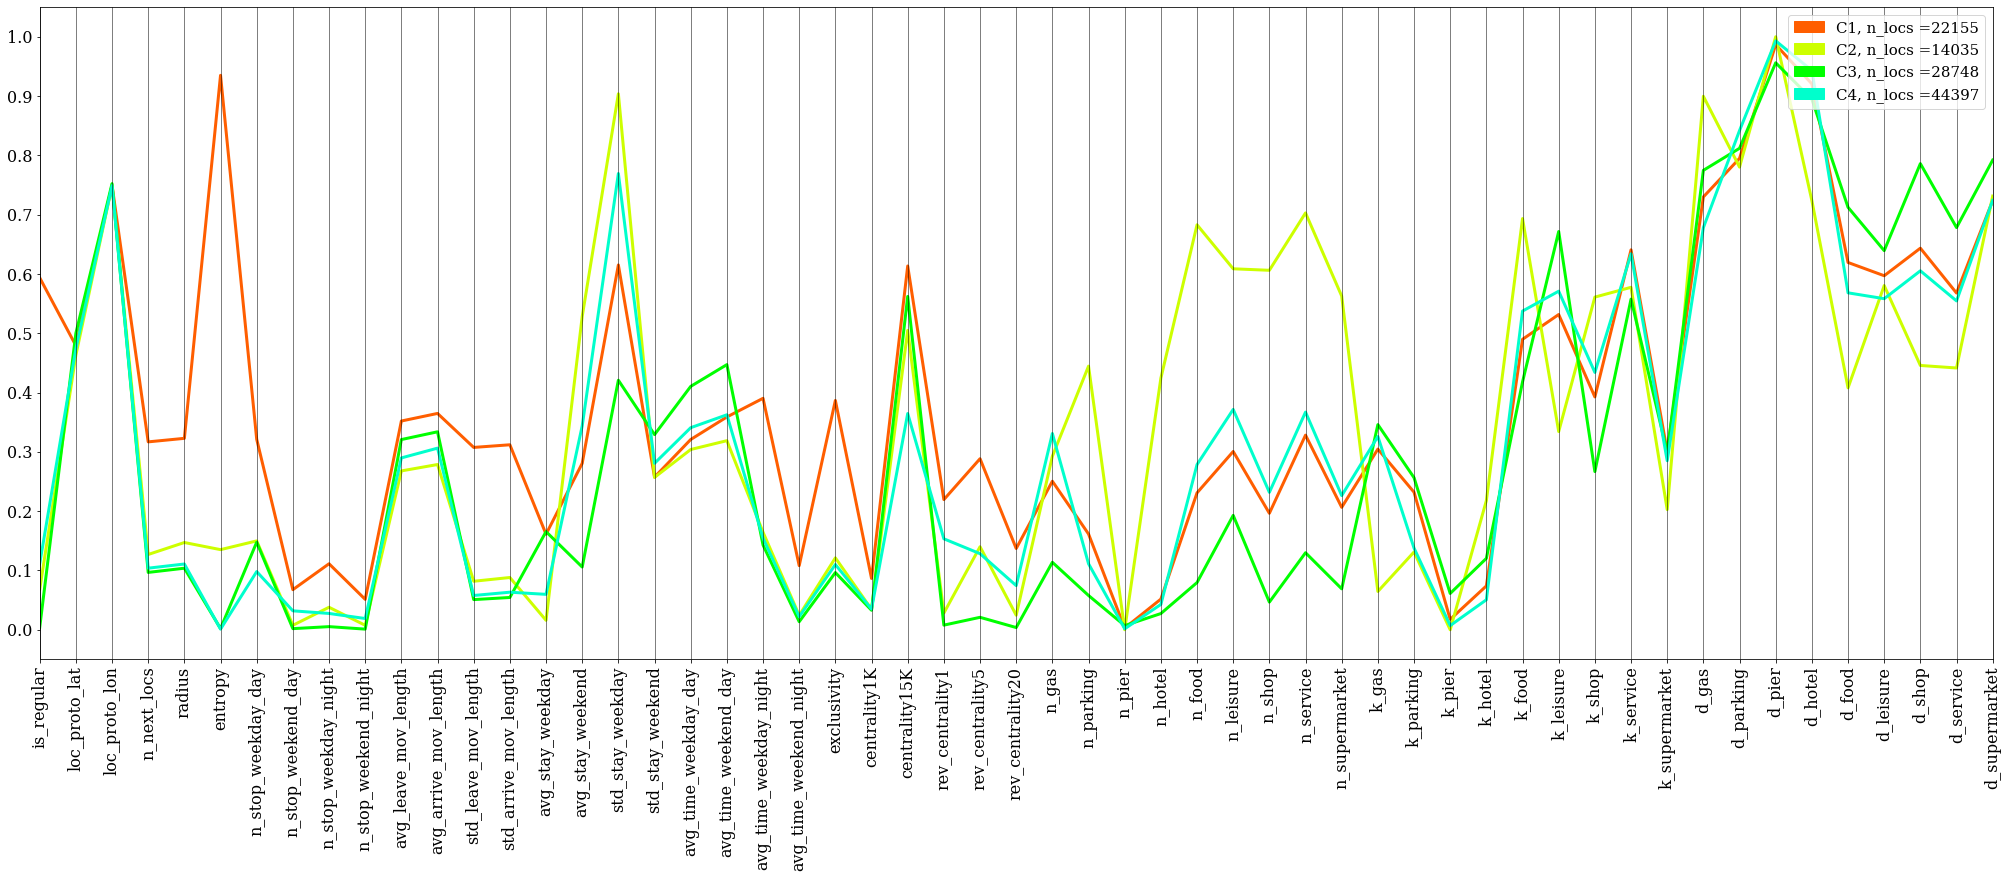 1.0
0.9
0.8
0.7
0.6
0.5
0.4
0.3
0.2
0.1
0.0
C1, n_locs =22155
C2, n_locs =14035
C3, n_locs =28748
C4, n_locs =44397
is_regular
loc_proto_lat
loc_proto_lon
n_next_locs
radius
entropy
n_stop_weekday_day
n_stop_weekend_day
n_stop_weekday_night
n_stop_weekend_night
avg_leave_mov_length
avg_arrive_mov_length
std_leave_mov_length
std_arrive_mov_length
avg_stay_weekday
avg_stay_weekend
std_stay_weekday
std_stay_weekend
avg_time_weekday_day
avg_time_weekend_day
avg_time_weekday_night
avg_time_weekend_night
exclusivity
centrality1K
centrality15K
rev_centrality1
rev_centrality5
rev_centrality20
n_gas
n_parking
n_pier
n_hotel
n_food
n_leisure
n_shop
n_service
n_supermarket
k_gas
k_parking
k_pier
k_hotel
k_food
k_leisure
k_shop
k_service
k_supermarket
d_gas
d_parking
d_pier
d_hotel
d_food
d_leisure
d_shop
d_service
d_supermarket